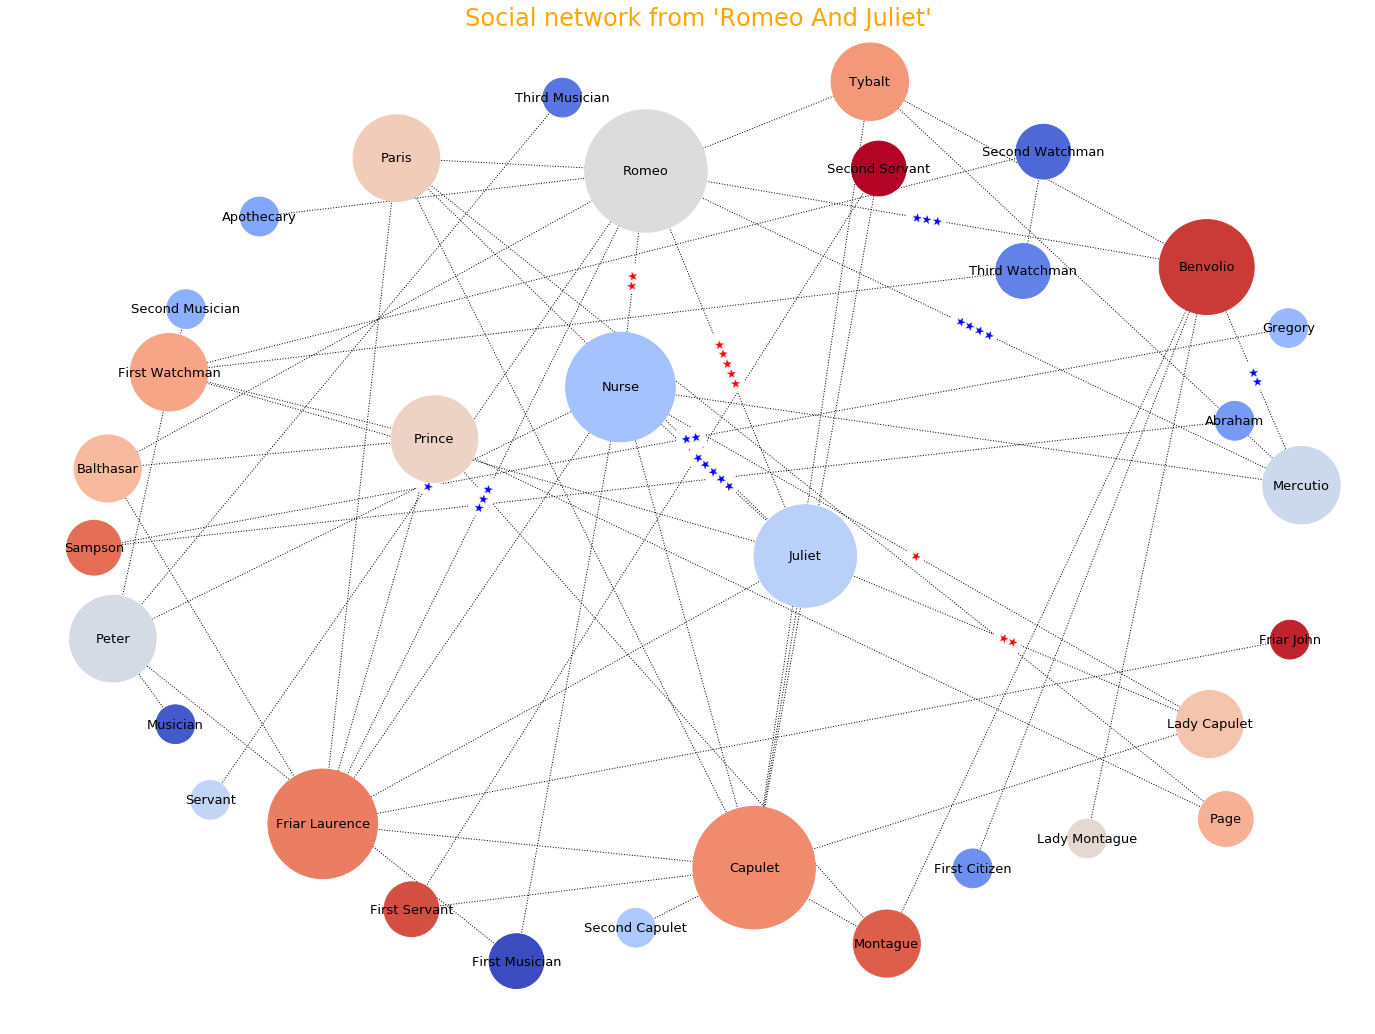 Social network from 'Romeo And Juliet'
Tybalt
Third Musician
Second Watchman
Paris
Romeo
Second Servant
Apothecary
Benvolio
Third Watchman
Second Musician
Gregory
First Watchman
Nurse
Abraham
Prince
Balthasar
Mercutio
Sampson
Juliet
Peter
Friar John
Musician
Lady Capulet
Servant
Page
Friar Laurence
Lady Montague
Capulet
First Citizen
First Servant
Second Capulet
Montague
First Musician